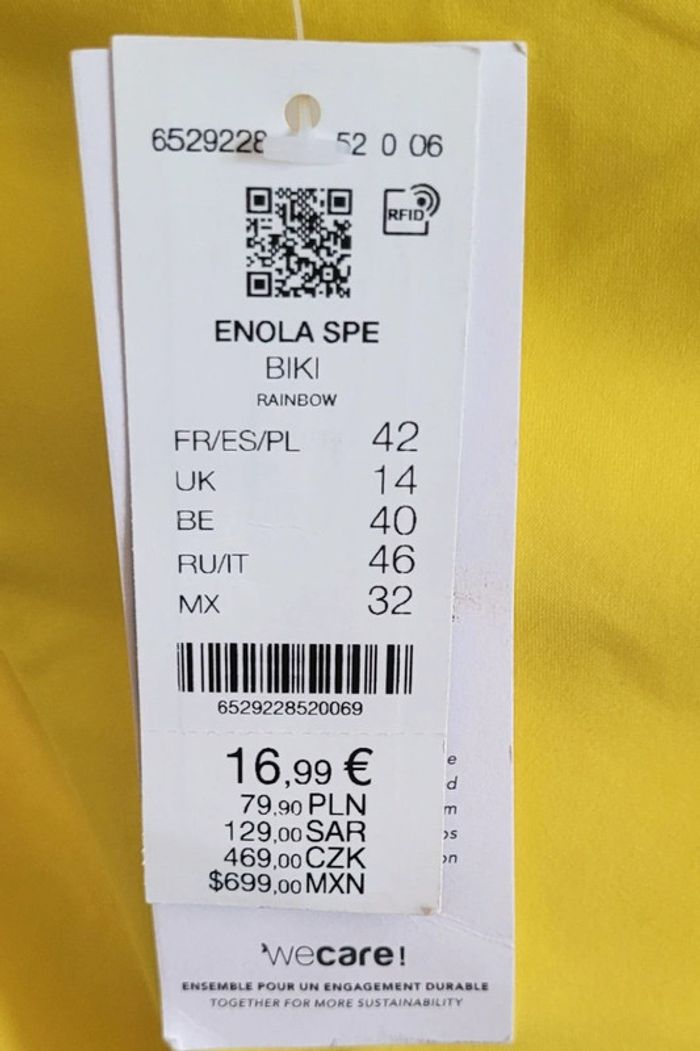 6529228 52 0 06
RFID
ENOLA SPE
BIKI
RAINBOW
FR/ES/PL 42
UK 14
BE 40
RU/IT 46
MX 32
6529228520069
16,99 €
79,90 PLN
129,00 SAR
469,00 CZK
$699,00 MXN
e
d
m
os
on
'wecare!
ENSEMBLE POUR UN ENGAGEMENT DURABLE
TOGETHER FOR MORE SUSTAINABILITY